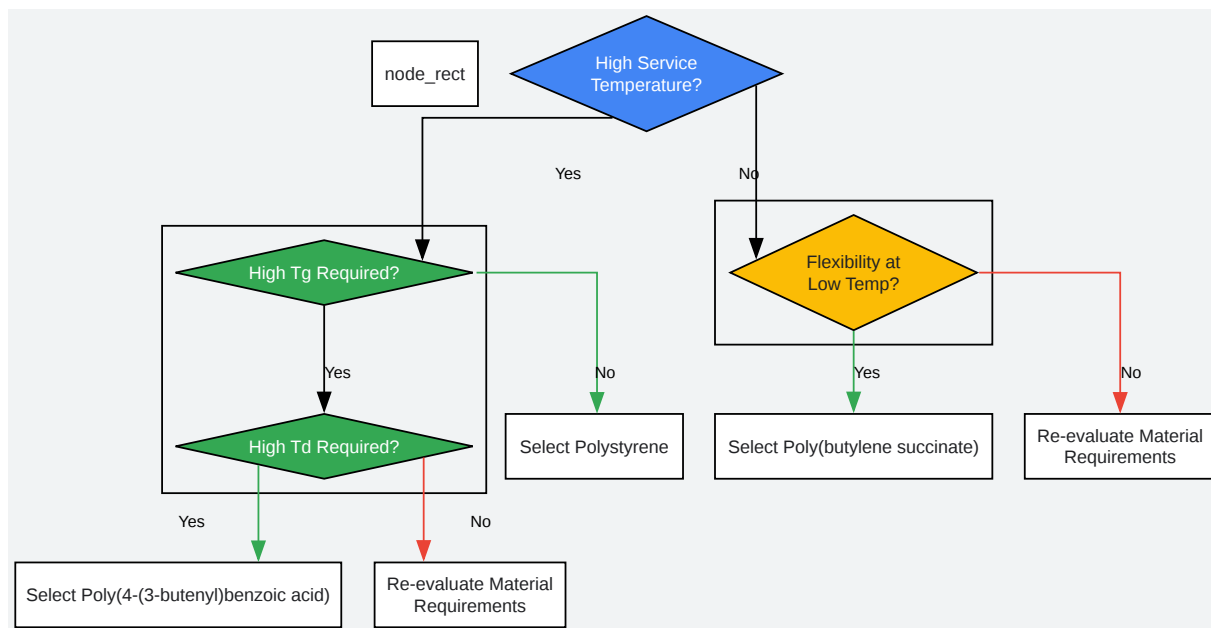 node_rect
High Service
Temperature?
Yes
No
High Tg Required?
Flexibility at
Low Temp?
Yes
No
Yes
No
High Td Required?
Select Polystyrene
Select Poly(butylene succinate)
Re-evaluate Material
Requirements
Yes
No
Select Poly(4-(3-butenyl)benzoic acid)
Re-evaluate Material
Requirements